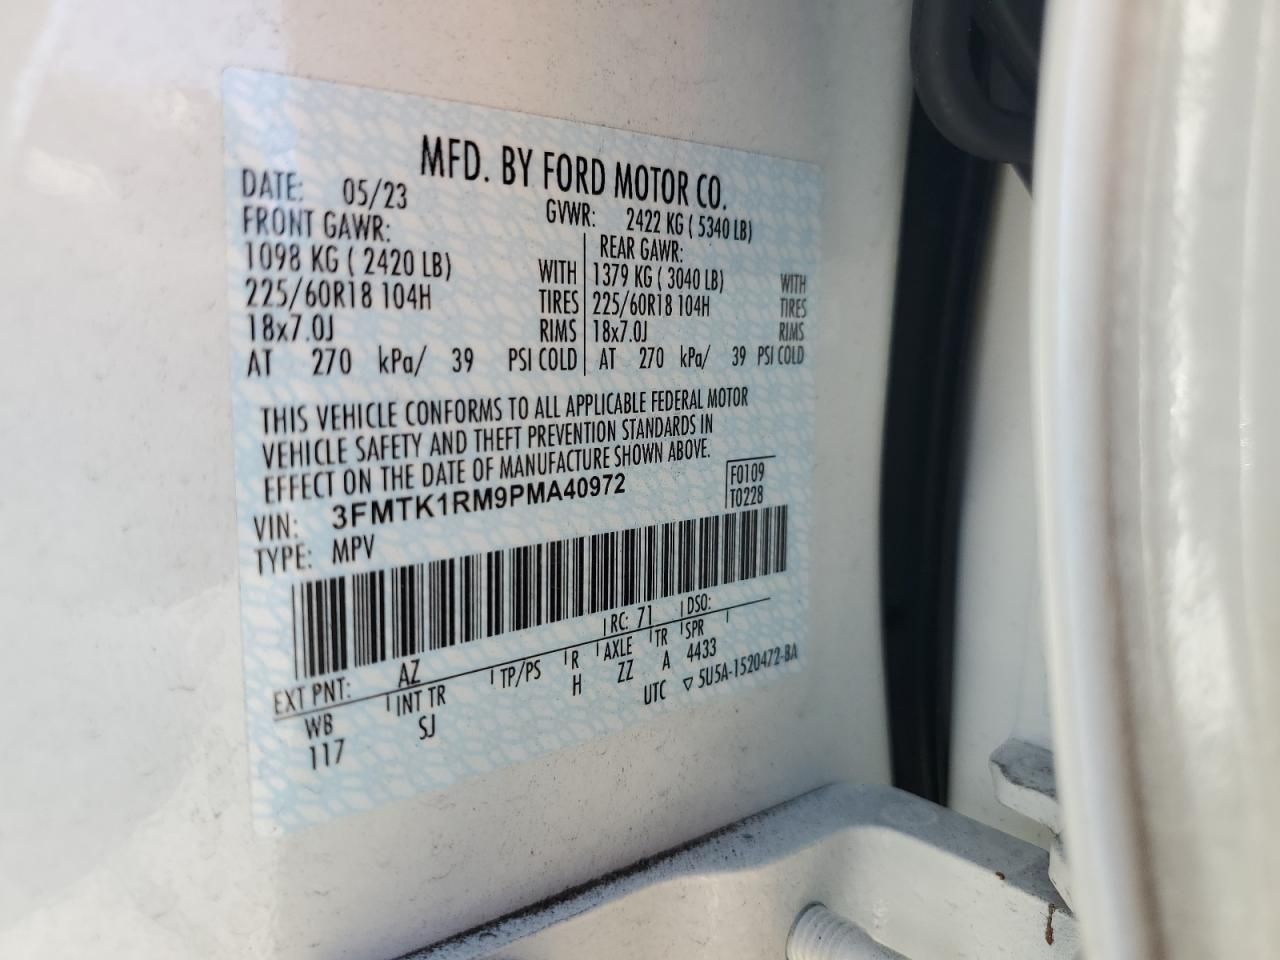 MFD. BY FORD MOTOR CO.
DATE: 05/23 GVWR: 2422 KG ( 5340 LB)
FRONT GAWR: REAR GAWR:
1098 KG ( 2420 LB) WITH 1379 KG ( 3040 LB) WITH
225/60R18 104H TIRES 225/60R18 104H TIRES
18x7.0J RIMS 18x7.0J RIMS
AT 270 kPa/ 39 PSI COLD AT 270 kPa/ 39 PSI COLD
THIS VEHICLE CONFORMS TO ALL APPLICABLE FEDERAL MOTOR
VEHICLE SAFETY AND THEFT PREVENTION STANDARDS IN
EFFECT ON THE DATE OF MANUFACTURE SHOWN ABOVE.
F0109
VIN: 3FMTK1RM9PMA40972 T0228
TYPE: MPV
EXT PNT: AZ RC: 71 DSO:
WB INT TR TP/PS R AXLE TR SPR
117 SJ H ZZ A 4433
UTC ▽ 5U5A-1520472-BA